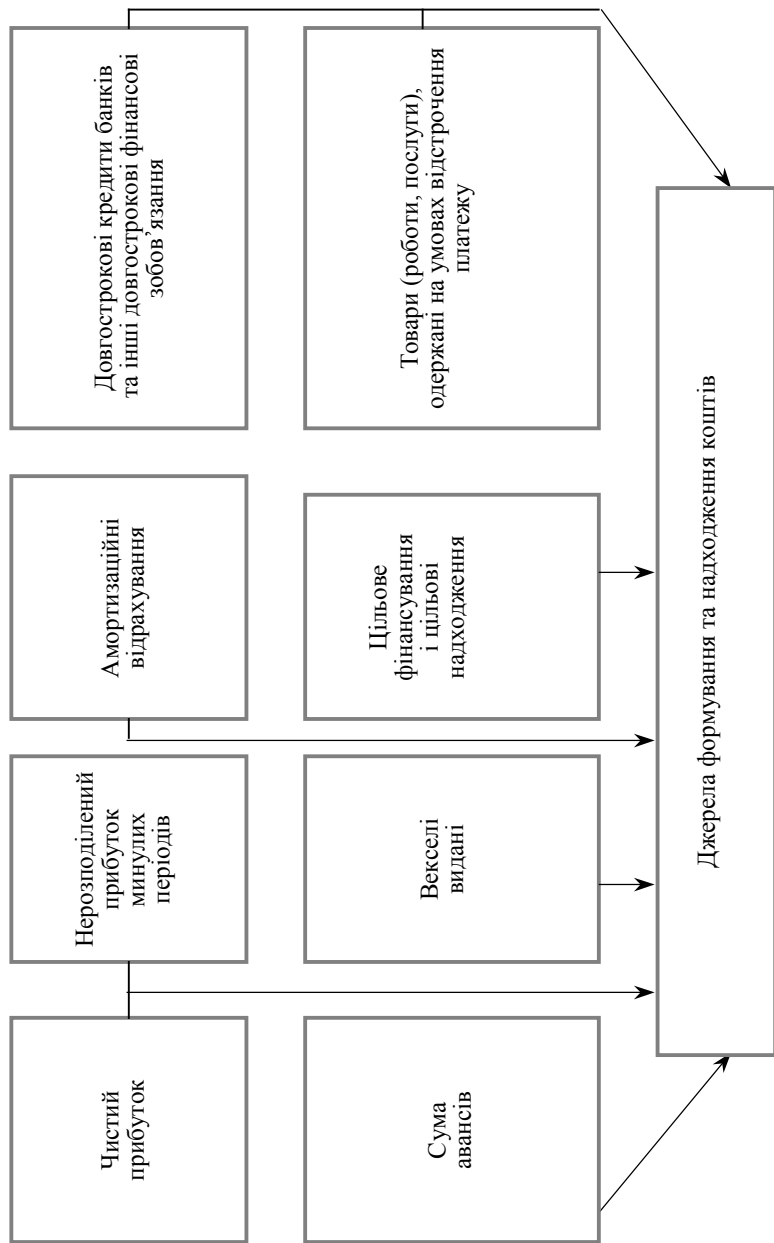 Чистий
прибуток
Нерозподілений
прибуток
минулих
періодів
Амортизаційні
відрахування
Довгострокові кредити банків
та інші довгострокові фінансові
зобов’язання
Сума
авансів
Векселі
видані
Цільове
фінансування
і цільові
надходження
Товари (роботи, послуги),
одержані на умовах відстрочення
платежу
Джерела формування та надходження коштів